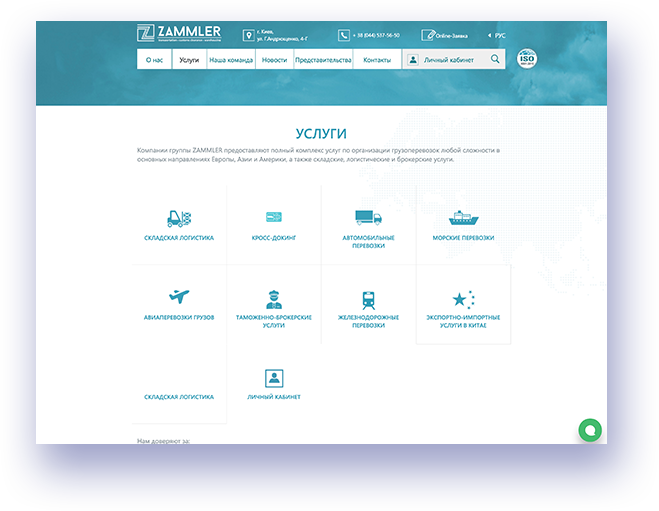 ZAMMLER
г. Киев,
ул. Г.Андрющенко, 4-Г
+ 38 (044) 537-56-50
Online-Заявка
РУС
О нас
Услуги
Наша команда
Новости
Представительства
Контакты
Личный кабинет
ISO
УСЛУГИ
Компании группы ZAMMLER предоставляют полный комплекс услуг по организации грузоперевозок любой сложности в
основных направлениях Европы, Азии и Америки, а также складские, логистические и брокерские услуги.
СКЛАДСКАЯ ЛОГИСТИКА
КРОСС-ДОКИНГ
АВТОМОБИЛЬНЫЕ
ПЕРЕВОЗКИ
МОРСКИЕ ПЕРЕВОЗКИ
АВИАПЕРЕВОЗКИ ГРУЗОВ
ТАМОЖЕННО-БРОКЕРСКИЕ
УСЛУГИ
ЖЕЛЕЗНОДОРОЖНЫЕ
ПЕРЕВОЗКИ
ЭКСПОРТНО-ИМПОРТНЫЕ
УСЛУГИ В КИТАЕ
СКЛАДСКАЯ ЛОГИСТИКА
ЛИЧНЫЙ КАБИНЕТ
Нам доверяют за: